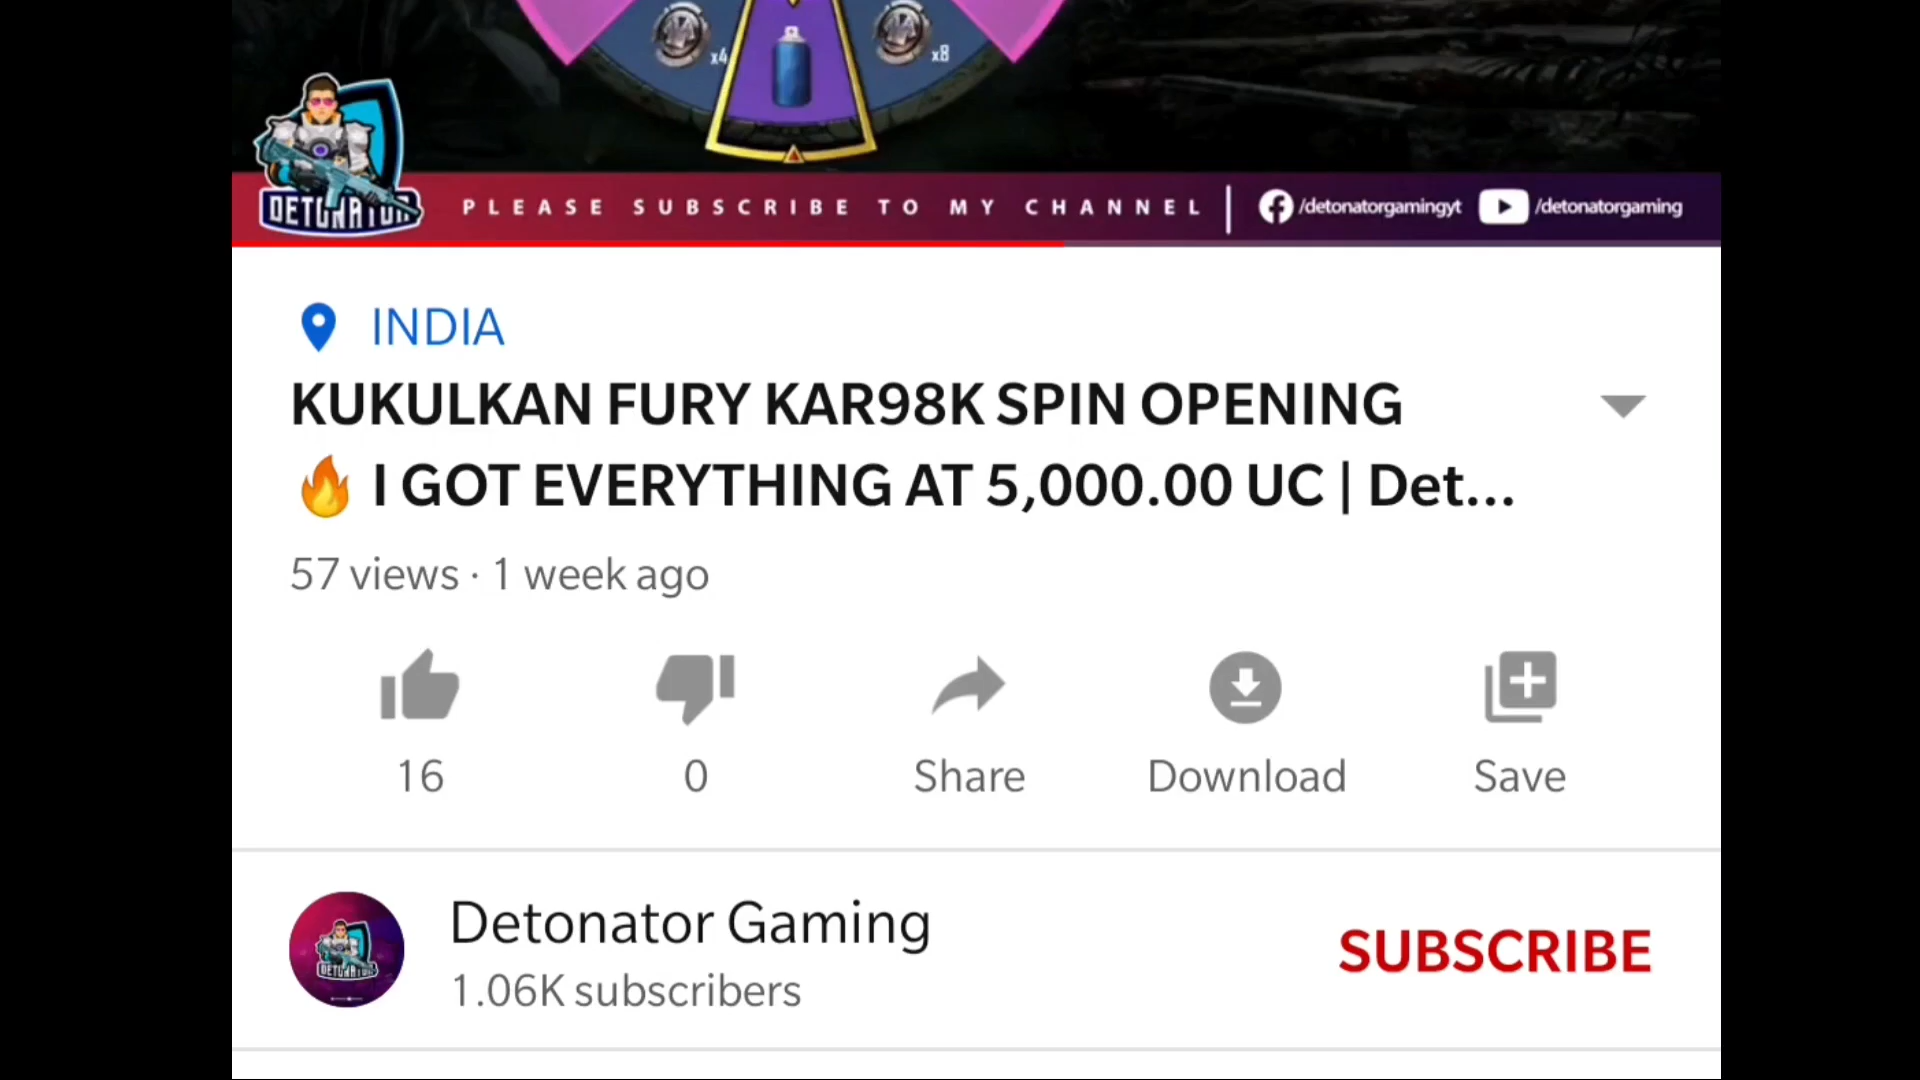 x4
x8
DETONATOR
PLEASE SUBSCRIBE TO MY CHANNEL
/detonatorgamingyt
/detonatorgaming
INDIA
KUKULKAN FURY KAR98K SPIN OPENING
🔥 I GOT EVERYTHING AT 5,000.00 UC | Det...
57 views · 1 week ago
16
0
Share
Download
Save
DETONATOR
Detonator Gaming
1.06K subscribers
SUBSCRIBE